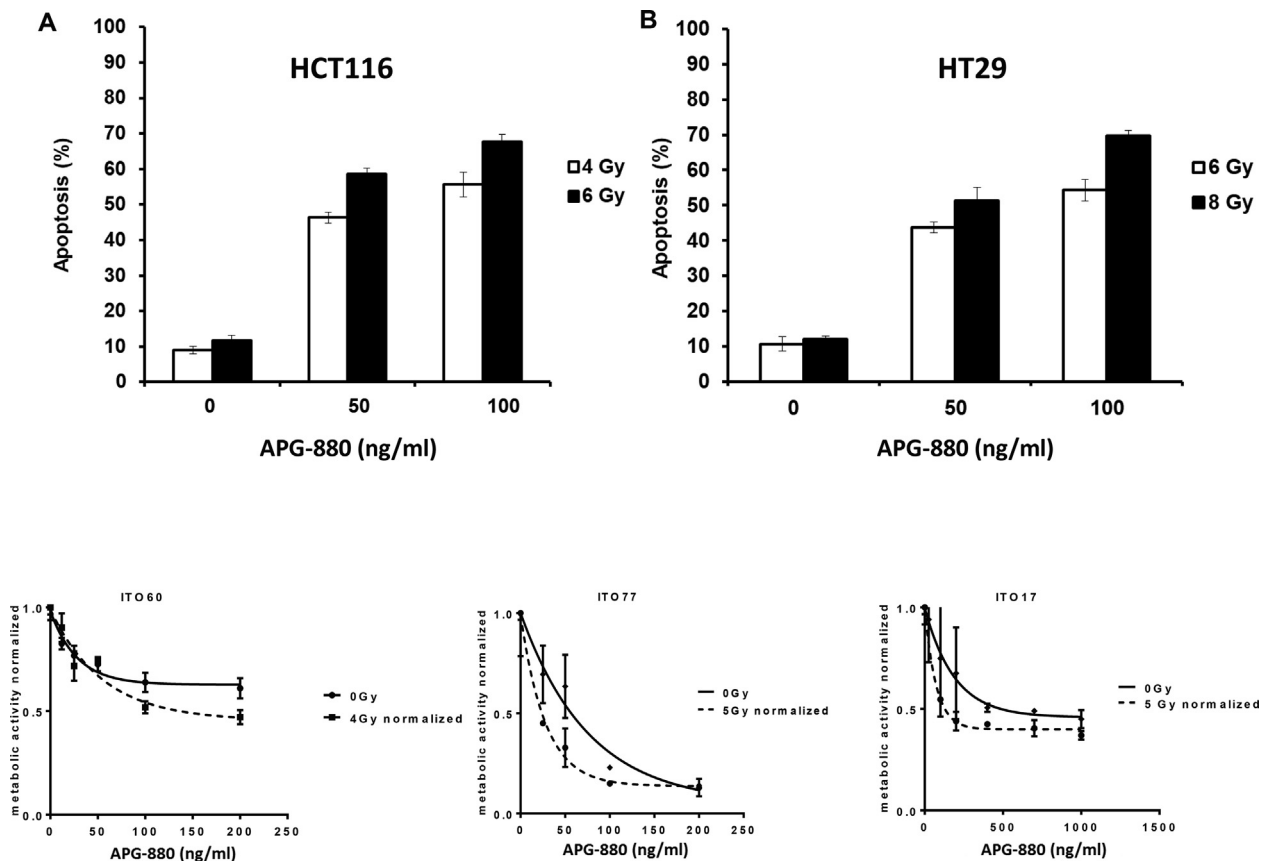 A
HCT116
100
90
80
70
60
50
40
30
20
10
0
Apoptosis (%)
0 50 100
APG-880 (ng/ml)
4 Gy
6 Gy
B
HT29
100
90
80
70
60
50
40
30
20
10
0
Apoptosis (%)
0 50 100
APG-880 (ng/ml)
6 Gy
8 Gy
ITO60
metabolic activity normalized
1.0
0.5
0.0
0 50 100 150 200 250
APG-880 (ng/ml)
0Gy
4Gy normalized
ITO77
metabolic activity normalized
1.0
0.5
0.0
0 50 100 150 200 250
APG-880 (ng/ml)
0Gy
5Gy normalized
ITO17
metabolic activity normalized
1.0
0.5
0.0
0 500 1000 1500
APG-880 (ng/ml)
0Gy
5 Gy normalized